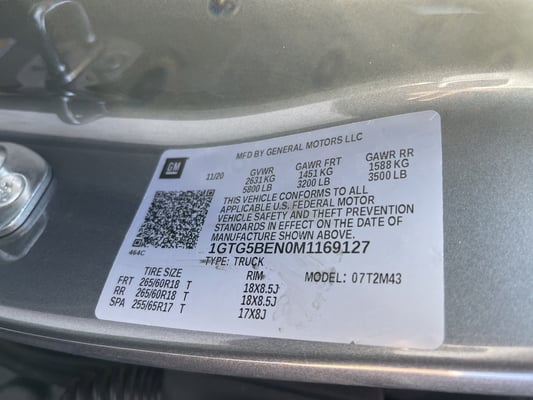 MFD BY GENERAL MOTORS LLC
GM
11/20 GVWR GAWR FRT GAWR RR
2631 KG 1451 KG 1588 KG
5800 LB 3200 LB 3500 LB
THIS VEHICLE CONFORMS TO ALL
APPLICABLE U.S. FEDERAL MOTOR
VEHICLE SAFETY AND THEFT PREVENTION
STANDARDS IN EFFECT ON THE DATE OF
MANUFACTURE SHOWN ABOVE.
464C 1GTG5BEN0M1169127
TYPE: TRUCK
TIRE SIZE RIM MODEL: 07T2M43
FRT 265/60R18 T 18X8.5J
RR 265/60R18 T 18X8.5J
SPA 255/65R17 T 17X8J